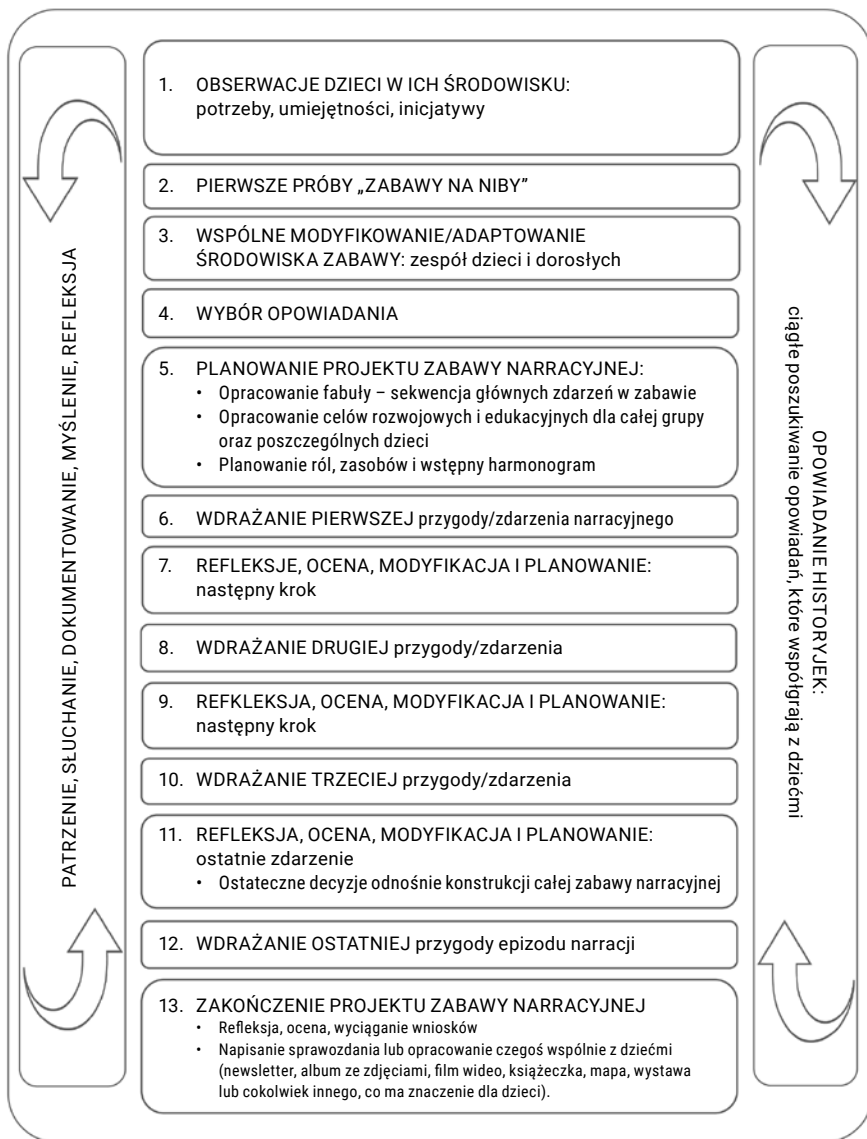 1. OBSERWACJE DZIECI W ICH ŚRODOWISKU:
potrzeby, umiejętności, inicjatywy
2. PIERWSZE PRÓBY „ZABAWY NA NIBY”
3. WSPÓLNE MODYFIKOWANIE/ADAPTOWANIE
ŚRODOWISKA ZABAWY: zespół dzieci i dorosłych
4. WYBÓR OPOWIADANIA
5. PLANOWANIE PROJEKTU ZABAWY NARRACYJNEJ:
• Opracowanie fabuły – sekwencja głównych zdarzeń w zabawie
• Opracowanie celów rozwojowych i edukacyjnych dla całej grupy
oraz poszczególnych dzieci
• Planowanie ról, zasobów i wstępny harmonogram
6. WDRAŻANIE PIERWSZEJ przygody/zdarzenia narracyjnego
7. REFLEKSJE, OCENA, MODYFIKACJA I PLANOWANIE:
następny krok
8. WDRAŻANIE DRUGIEJ przygody/zdarzenia
9. REFKLEKSJA, OCENA, MODYFIKACJA I PLANOWANIE:
następny krok
10. WDRAŻANIE TRZECIEJ przygody/zdarzenia
11. REFLEKSJA, OCENA, MODYFIKACJA I PLANOWANIE:
ostatnie zdarzenie
• Ostateczne decyzje odnośnie konstrukcji całej zabawy narracyjnej
12. WDRAŻANIE OSTATNIEJ przygody epizodu narracji
13. ZAKOŃCZENIE PROJEKTU ZABAWY NARRACYJNEJ
• Refleksja, ocena, wyciąganie wniosków
• Napisanie sprawozdania lub opracowanie czegoś wspólnie z dziećmi
(newsletter, album ze zdjęciami, film wideo, książeczka, mapa, wystawa
lub cokolwiek innego, co ma znaczenie dla dzieci).
PATRZENIE, SŁUCHANIE, DOKUMENTOWANIE, MYŚLENIE, REFLEKSJA
OPOWIADANIE HISTORYJEK:
ciągłe poszukiwanie opowiadań, które współgrają z dziećmi